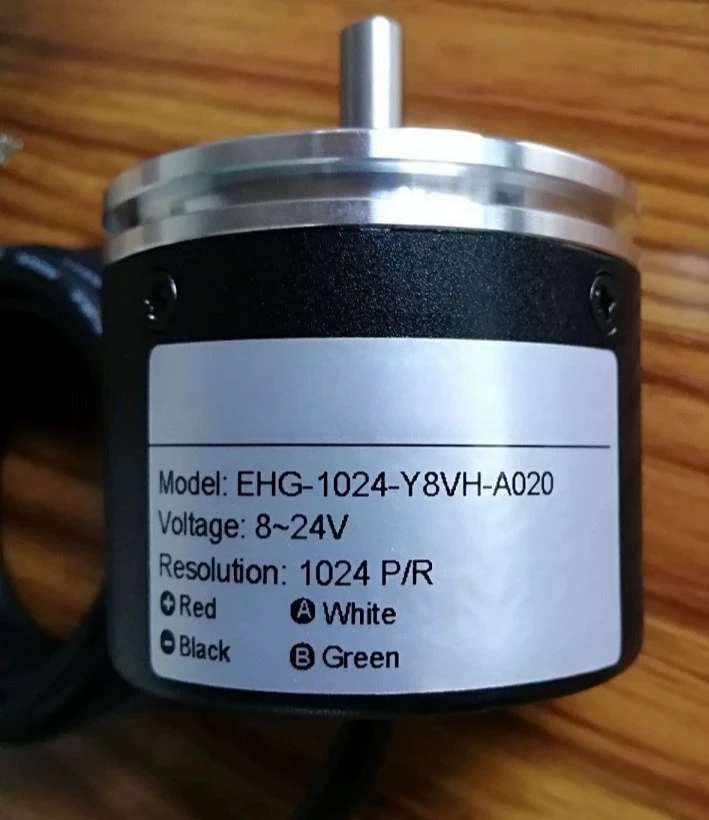 Model: EHG-1024-Y8VH-A020
Voltage: 8~24V
Resolution: 1024 P/R
+ Red A White
- Black B Green